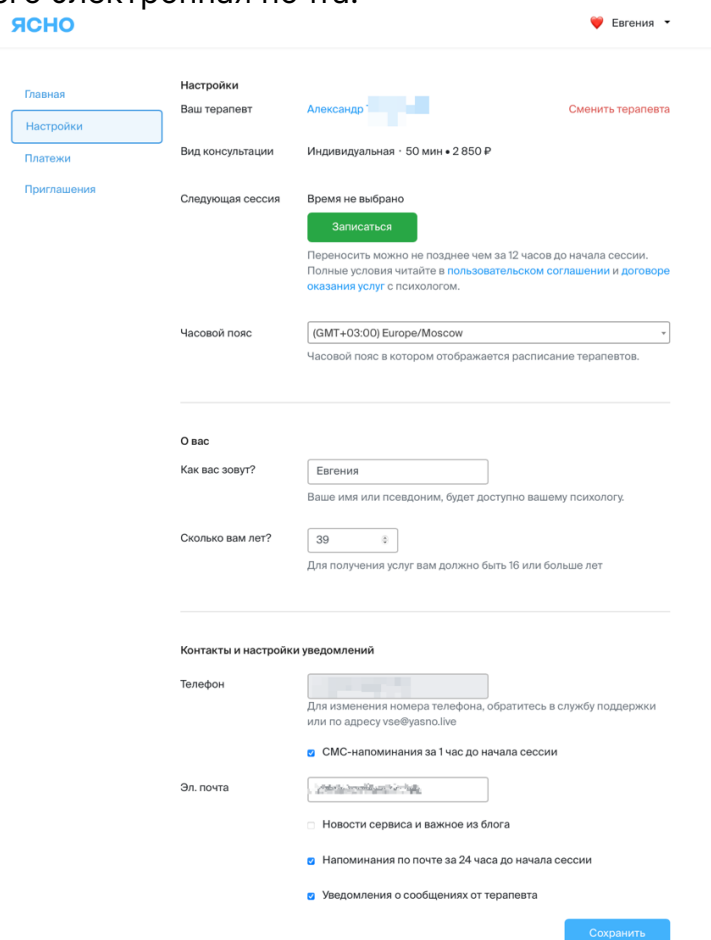 электронная почта.
ЯСНО
Евгения
Главная
Настройки
Платежи
Приглашения
Настройки
Ваш терапевт
Александр
Сменить терапевта
Вид консультации
Индивидуальная · 50 мин • 2 850 ₽
Следующая сессия
Время не выбрано
Записаться
Переносить можно не позднее чем за 12 часов до начала сессии.
Полные условия читайте в пользовательском соглашении и договоре
оказания услуг с психологом.
Часовой пояс
(GMT+03:00) Europe/Moscow
Часовой пояс в котором отображается расписание терапевтов.
О вас
Как вас зовут?
Евгения
Ваше имя или псевдоним, будет доступно вашему психологу.
Сколько вам лет?
39
Для получения услуг вам должно быть 16 или больше лет
Контакты и настройки уведомлений
Телефон
Для изменения номера телефона, обратитесь в службу поддержки
или по адресу vse@yasno.live
СМС-напоминания за 1 час до начала сессии
Эл. почта
Новости сервиса и важное из блога
Напоминания по почте за 24 часа до начала сессии
Уведомления о сообщениях от терапевта
Сохранить